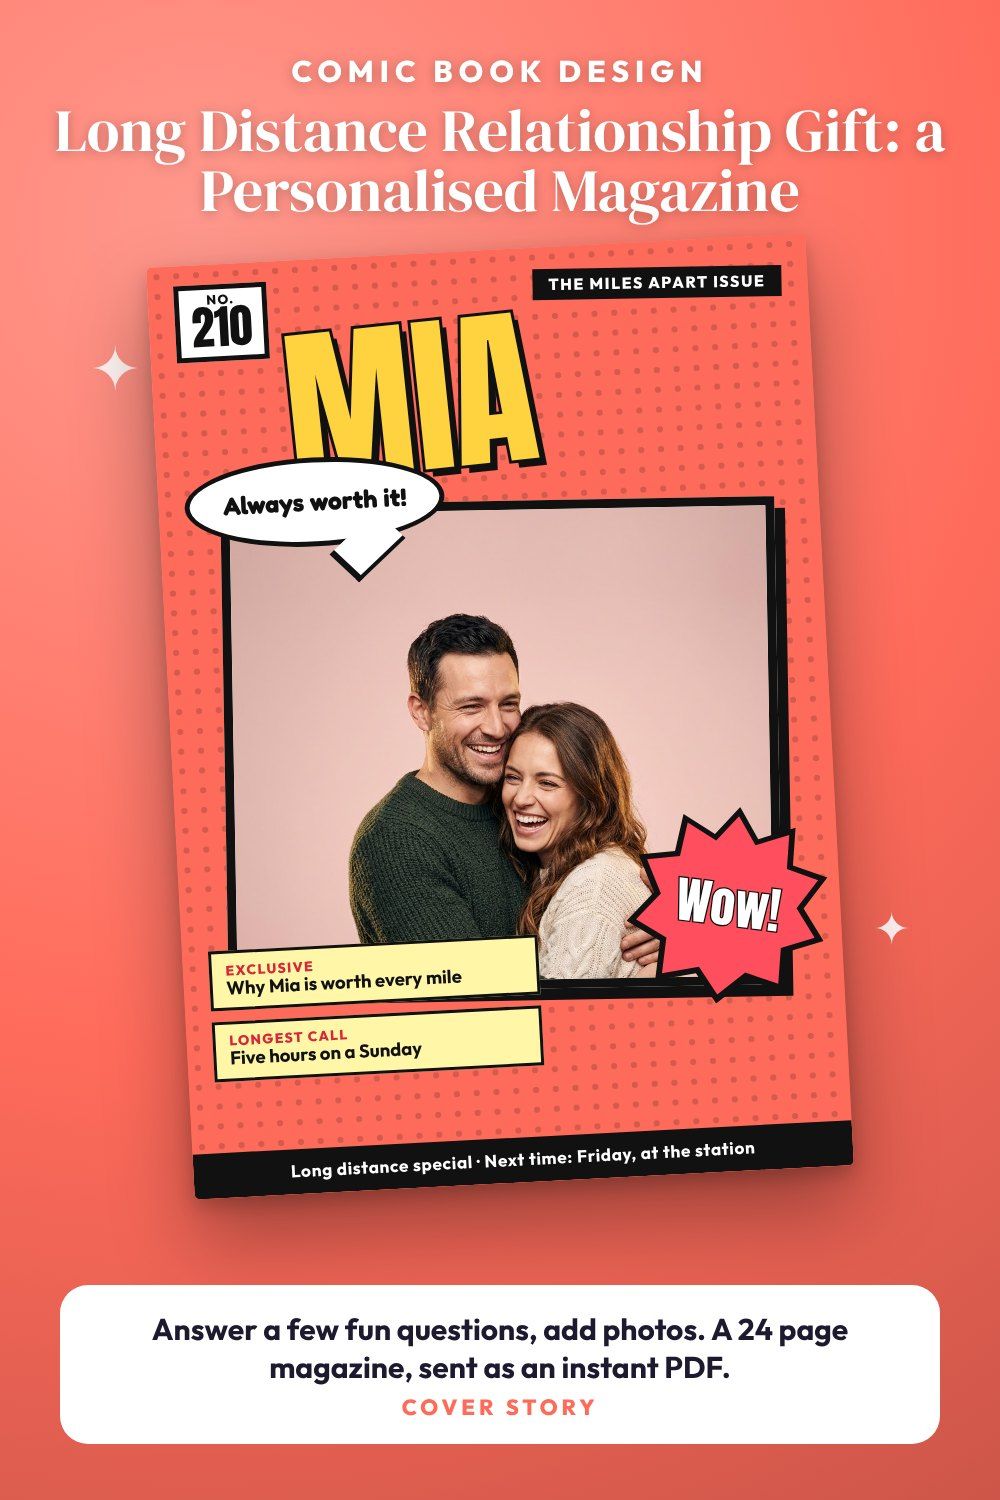 COMIC BOOK DESIGN
Long Distance Relationship Gift: a
Personalised Magazine
NO.
210
THE MILES APART ISSUE
MIA
Always worth it!
Wow!
EXCLUSIVE
Why Mia is worth every mile
LONGEST CALL
Five hours on a Sunday
Long distance special · Next time: Friday, at the station
Answer a few fun questions, add photos. A 24 page
magazine, sent as an instant PDF.
COVER STORY